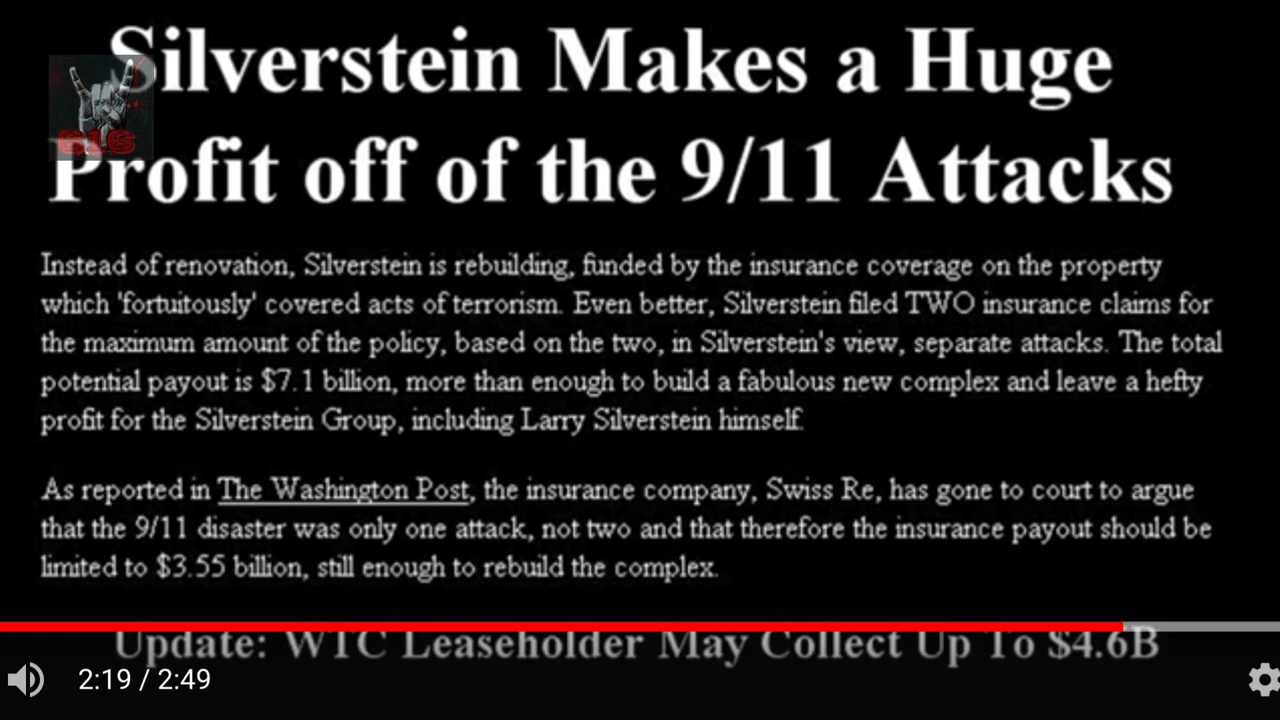 Silverstein Makes a Huge
Profit off of the 9/11 Attacks
616
Instead of renovation, Silverstein is rebuilding, funded by the insurance coverage on the property
which 'fortuitously' covered acts of terrorism. Even better, Silverstein filed TWO insurance claims for
the maximum amount of the policy, based on the two, in Silverstein's view, separate attacks. The total
potential payout is $7.1 billion, more than enough to build a fabulous new complex and leave a hefty
profit for the Silverstein Group, including Larry Silverstein himself.
As reported in The Washington Post, the insurance company, Swiss Re, has gone to court to argue
that the 9/11 disaster was only one attack, not two and that therefore the insurance payout should be
limited to $3.55 billion, still enough to rebuild the complex.
Update: WTC Leaseholder May Collect Up To $4.6B
2:19 / 2:49